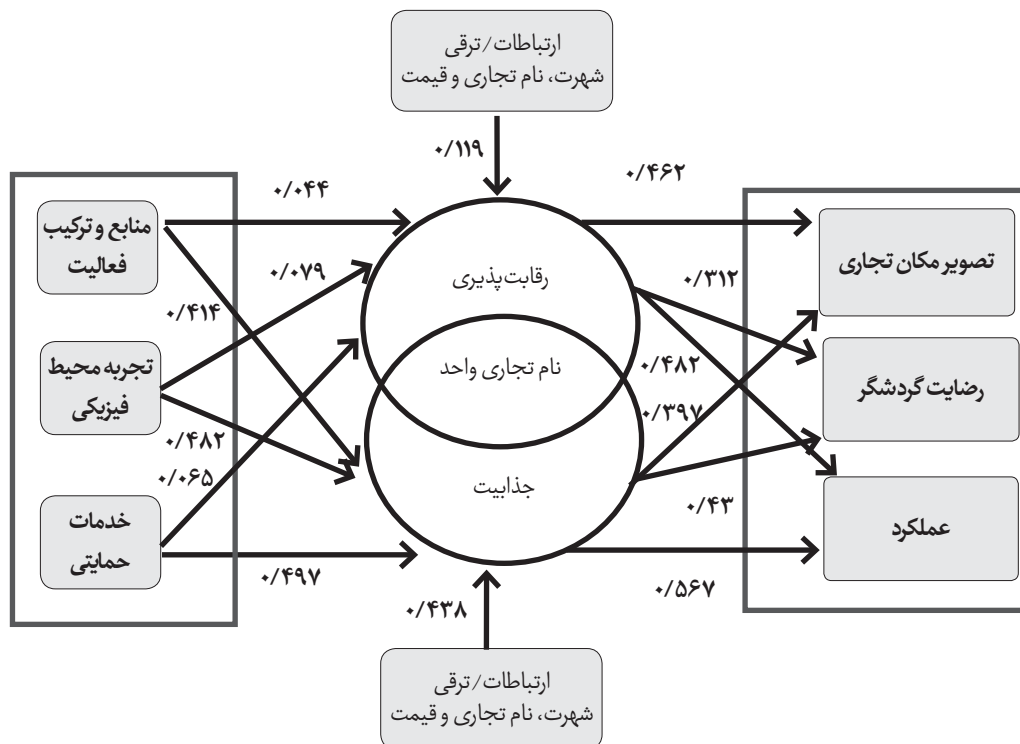 ارتباطات/ترقی
شهرت، نام تجاری و قیمت
۰/۱۱۹
۰/۴۶۲
۰/۰۴۴
منابع و ترکیب
فعالیت
تصویر مکان تجاری
رقابت‌پذیری
۰/۰۷۹
۰/۳۱۲
۰/۴۱۴
تجربه محیط
فیزیکی
نام تجاری واحد
۰/۴۸۲
رضایت گردشگر
۰/۳۹۷
۰/۴۸۲
۰/۰۶۵
جذابیت
۰/۴۳
خدمات
حمایتی
عملکرد
۰/۴۹۷
۰/۵۶۷
۰/۴۳۸
ارتباطات/ترقی
شهرت، نام تجاری و قیمت